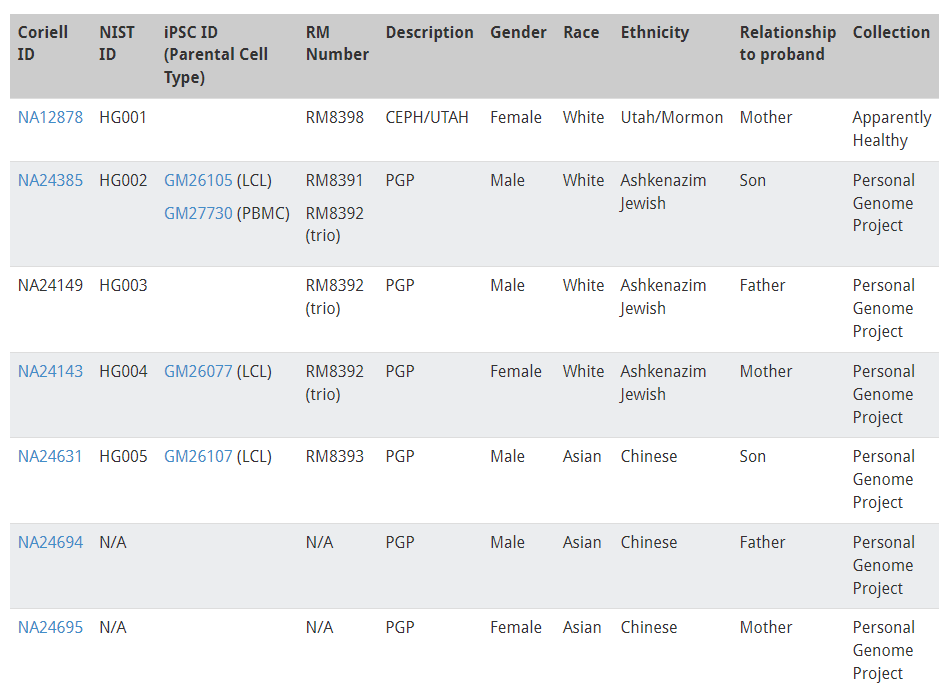 Coriell ID | NIST ID | iPSC ID (Parental Cell Type) | RM Number | Description | Gender | Race | Ethnicity | Relationship to proband | Collection
NA12878 | HG001 | | RM8398 | CEPH/UTAH | Female | White | Utah/Mormon | Mother | Apparently Healthy
NA24385 | HG002 | GM26105 (LCL) GM27730 (PBMC) | RM8391 RM8392 (trio) | PGP | Male | White | Ashkenazim Jewish | Son | Personal Genome Project
NA24149 | HG003 | | RM8392 (trio) | PGP | Male | White | Ashkenazim Jewish | Father | Personal Genome Project
NA24143 | HG004 | GM26077 (LCL) | RM8392 (trio) | PGP | Female | White | Ashkenazim Jewish | Mother | Personal Genome Project
NA24631 | HG005 | GM26107 (LCL) | RM8393 | PGP | Male | Asian | Chinese | Son | Personal Genome Project
NA24694 | N/A | | N/A | PGP | Male | Asian | Chinese | Father | Personal Genome Project
NA24695 | N/A | | N/A | PGP | Female | Asian | Chinese | Mother | Personal Genome Project